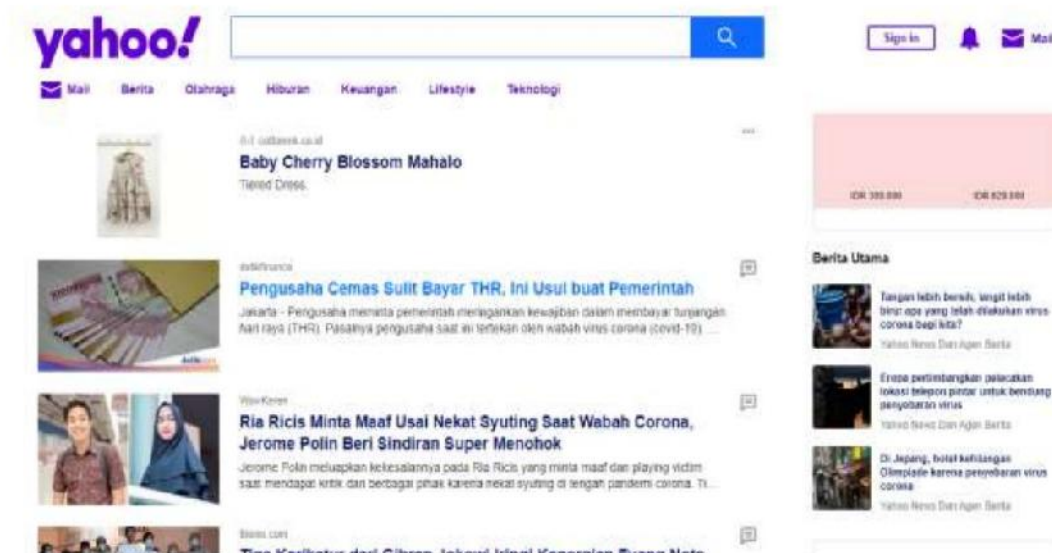 yahoo!
Sign in
Mail
Mail Berita Olahraga Hiburan Keuangan Lifestyle Teknologi
Baby Cherry Blossom Mahalo
Tiered Dress.
detikfinance
Pengusaha Cemas Sulit Bayar THR, Ini Usul buat Pemerintah
Jakarta - Pengusaha meminta pemerintah meringankan kewajiban dalam membayar tunjangan
hari raya (THR). Pasalnya pengusaha saat ini tertekan oleh wabah virus corona (covid-19) ...
WowKeren
Ria Ricis Minta Maaf Usai Nekat Syuting Saat Wabah Corona,
Jerome Polin Beri Sindiran Super Menohok
Jerome Polin meluapkan kekesalannya pada Ria Ricis yang minta maaf dan playing victim
saat mendapat kritik dari berbagai pihak karena nekat syuting di tengah pandemi corona. Ti...
Berita Utama
Tangan lebih bersih, langit lebih
biru: apa yang telah dilakukan virus
corona bagi kita?
Yahoo News Dan Agen Berita
Eropa pertimbangkan pelacakan
lokasi telepon pintar untuk bendung
penyebaran virus
Yahoo News Dan Agen Berita
Di Jepang, hotel kehilangan
Olimpiade karena penyebaran virus
corona
Yahoo News Dan Agen Berita